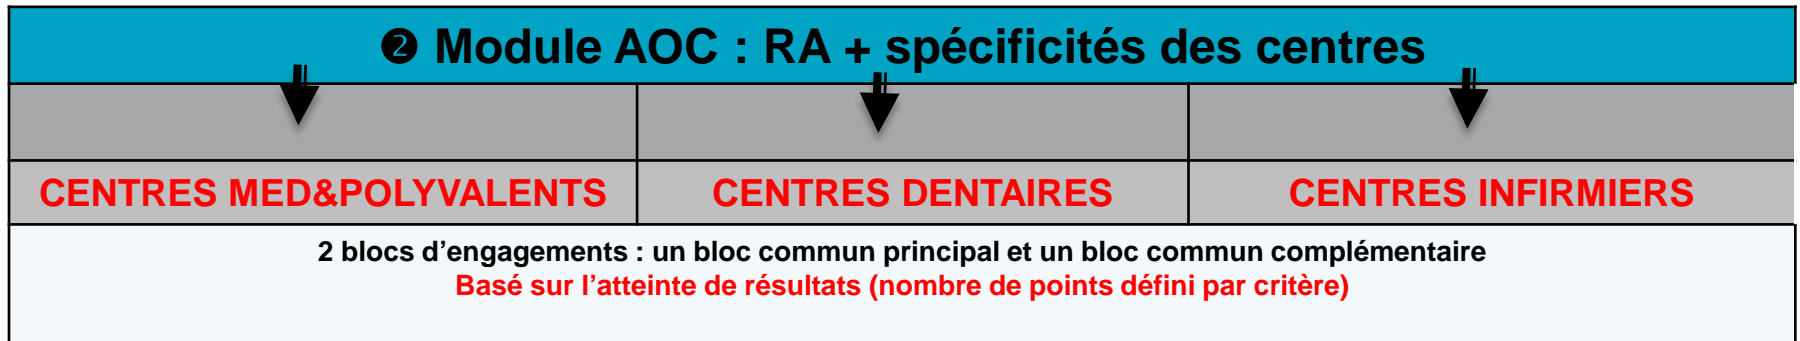 ❷ Module AOC : RA + spécificités des centres
CENTRES MED&POLYVALENTS
CENTRES DENTAIRES
CENTRES INFIRMIERS
2 blocs d’engagements : un bloc commun principal et un bloc commun complémentaire
Basé sur l’atteinte de résultats (nombre de points défini par critère)